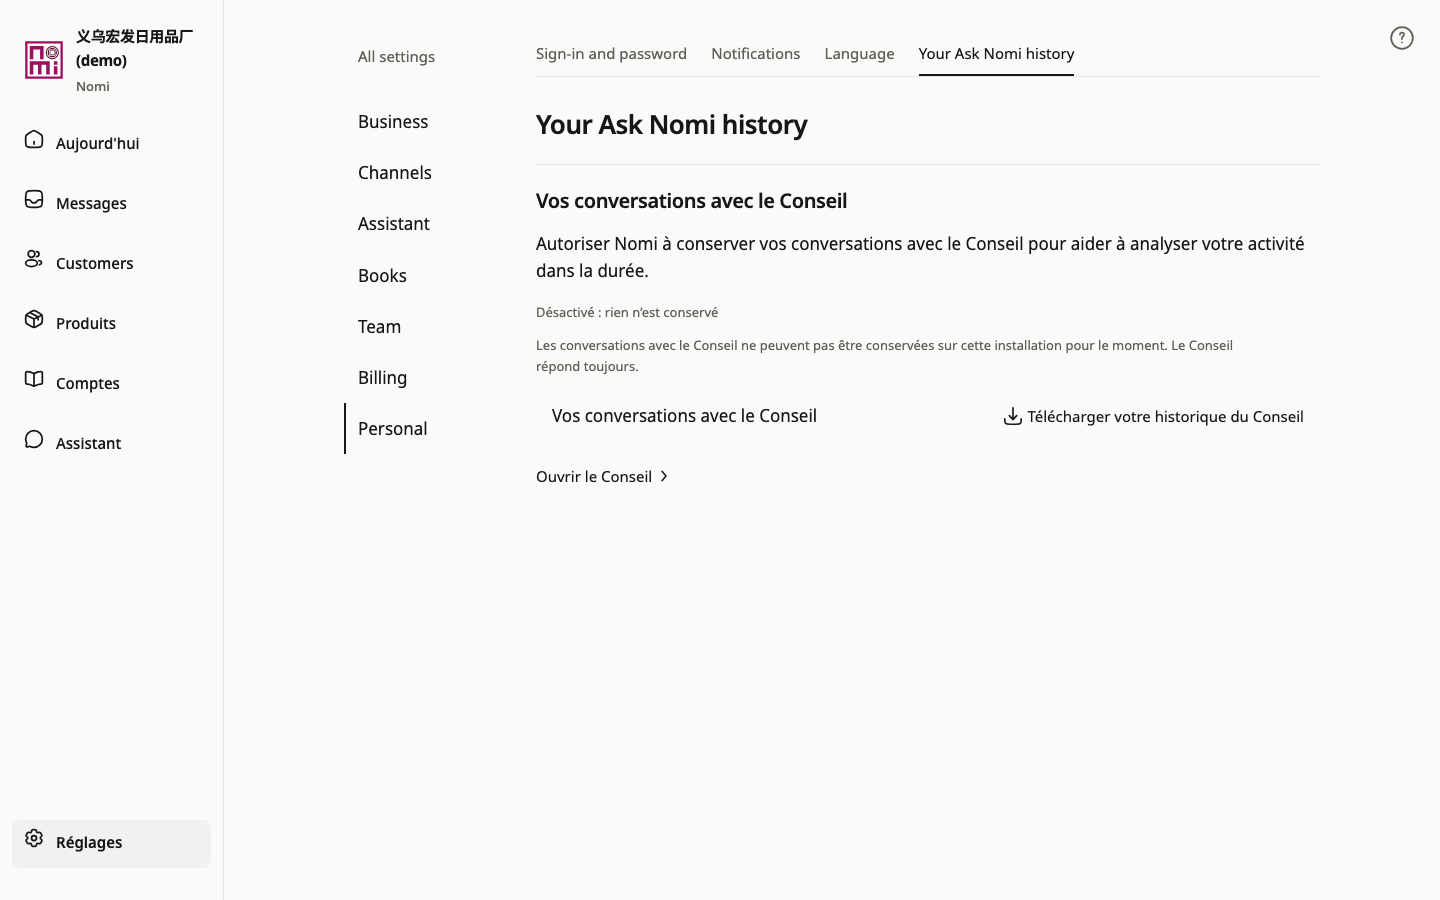 义乌宏发日用品厂
(demo)
Nomi
Aujourd'hui
Messages
Customers
Produits
Comptes
Assistant
Réglages
All settings
Business
Channels
Assistant
Books
Team
Billing
Personal
Sign-in and password
Notifications
Language
Your Ask Nomi history
Your Ask Nomi history
Vos conversations avec le Conseil
Autoriser Nomi à conserver vos conversations avec le Conseil pour aider à analyser votre activité
dans la durée.
Désactivé : rien n’est conservé
Les conversations avec le Conseil ne peuvent pas être conservées sur cette installation pour le moment. Le Conseil
répond toujours.
Vos conversations avec le Conseil
Télécharger votre historique du Conseil
Ouvrir le Conseil